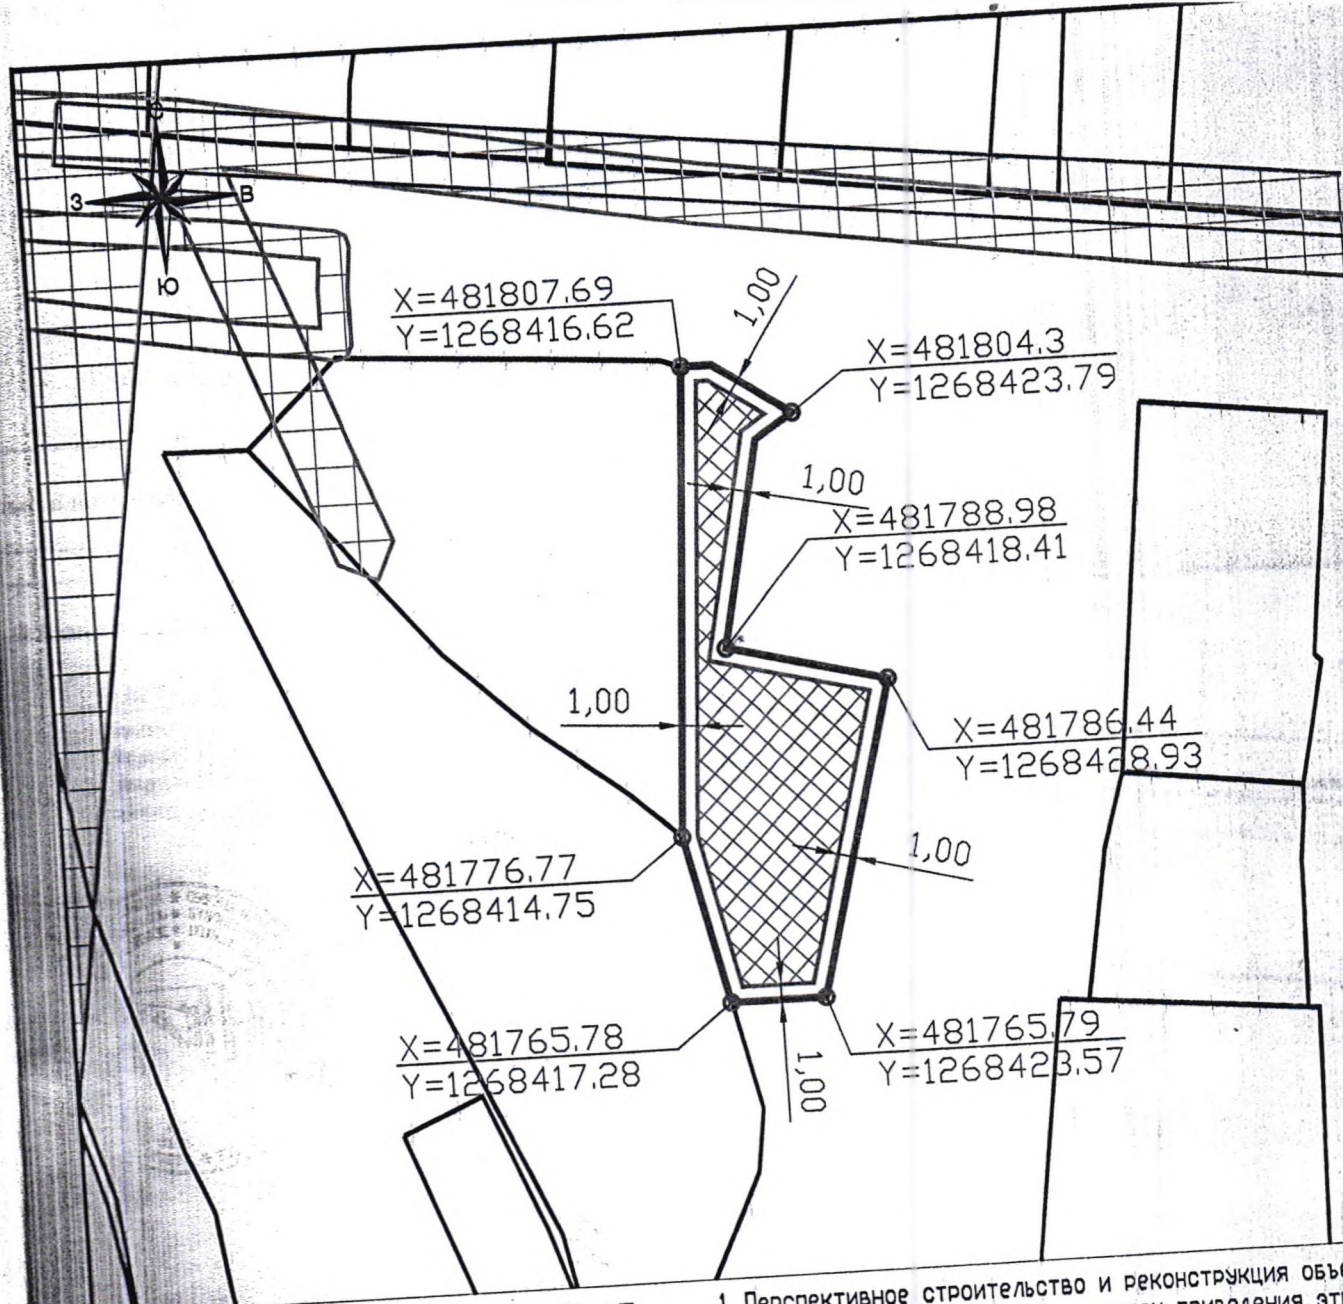 С
З
В
Ю
X=481807.69
Y=1268416.62
1,00
X=481804.3
Y=1268423.79
1,00
X=481788.98
Y=1268418.41
1,00
X=481786.44
Y=1268428.93
1,00
X=481776.77
Y=1268414.75
X=481765.78
Y=1268417.28
1,00
X=481765.79
Y=1268423.57
1. Перспективное строительство и реконструкция
приведения